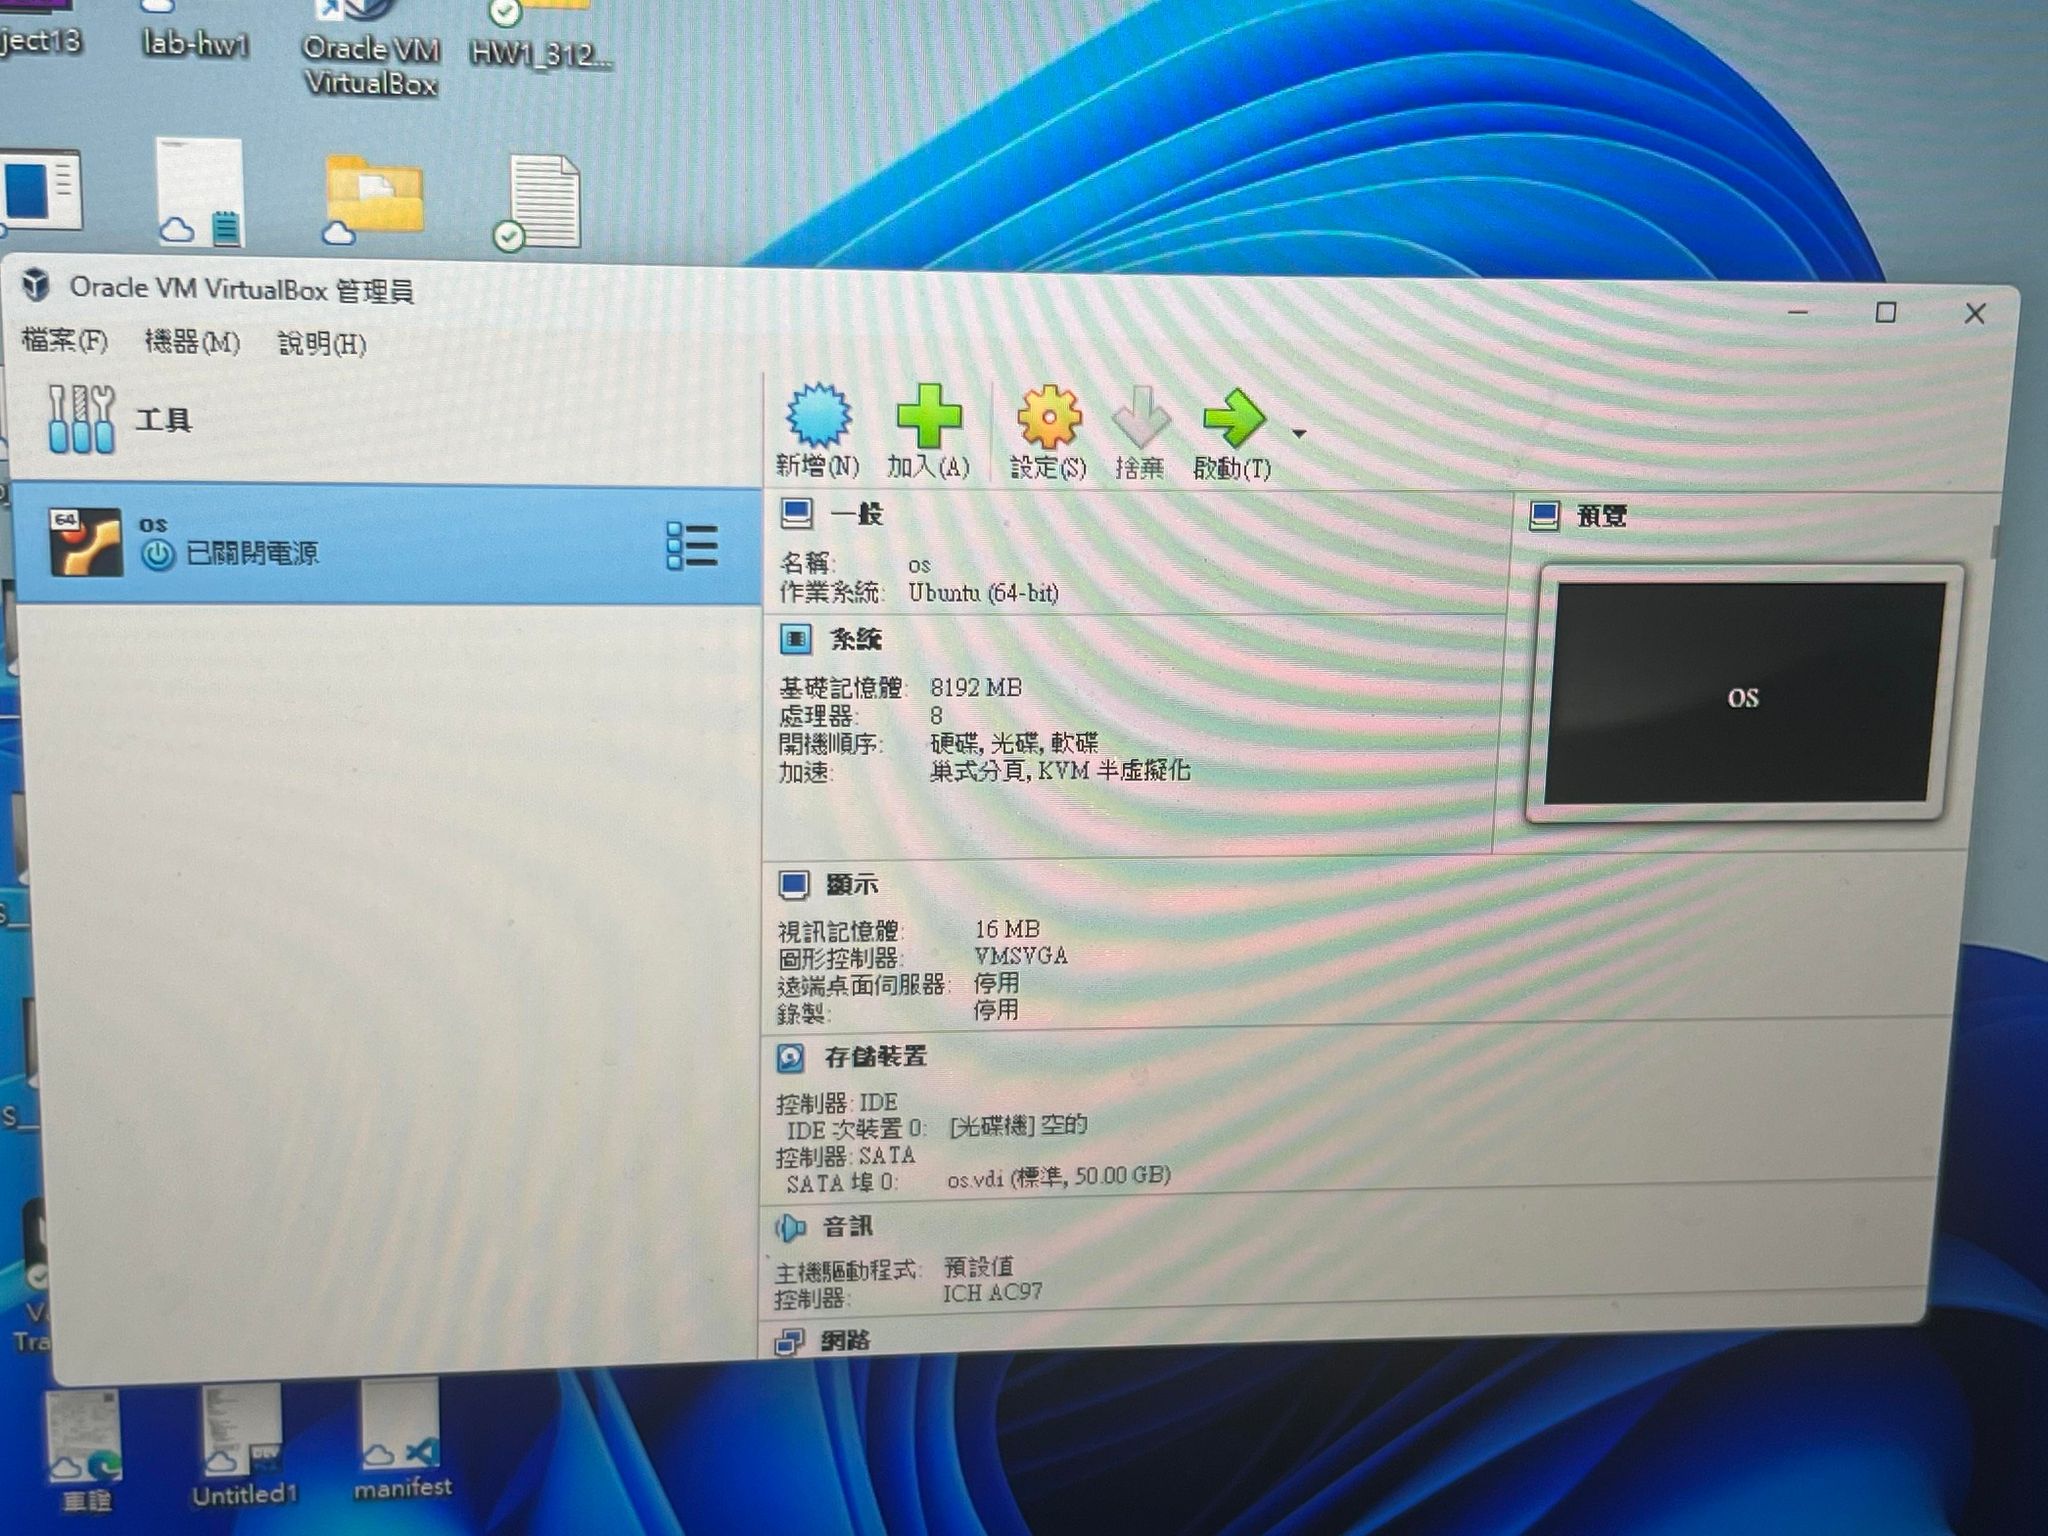 ject13
lab-hw1
Oracle VM
VirtualBox
HW1_312...
Oracle VM VirtualBox 管理員
檔案(F) 機器(M) 說明(H)
工具
新增(N) 加入(A) 設定(S) 捨棄 啟動(T)
64
os
已關閉電源
一般
名稱: os
作業系統: Ubuntu (64-bit)
預覽
os
系統
基礎記憶體: 8192 MB
處理器: 8
開機順序: 硬碟, 光碟, 軟碟
加速: 巢式分頁, KVM 半虛擬化
顯示
視訊記憶體: 16 MB
圖形控制器: VMSVGA
遠端桌面伺服器: 停用
錄製: 停用
存儲裝置
控制器: IDE
IDE 次裝置 0: [光碟機] 空的
控制器: SATA
SATA 埠 0: os.vdi (標準, 50.00 GB)
音訊
主機驅動程式: 預設值
控制器: ICH AC97
網路
S_
S_
Tra
車證
Untitled1
manifest